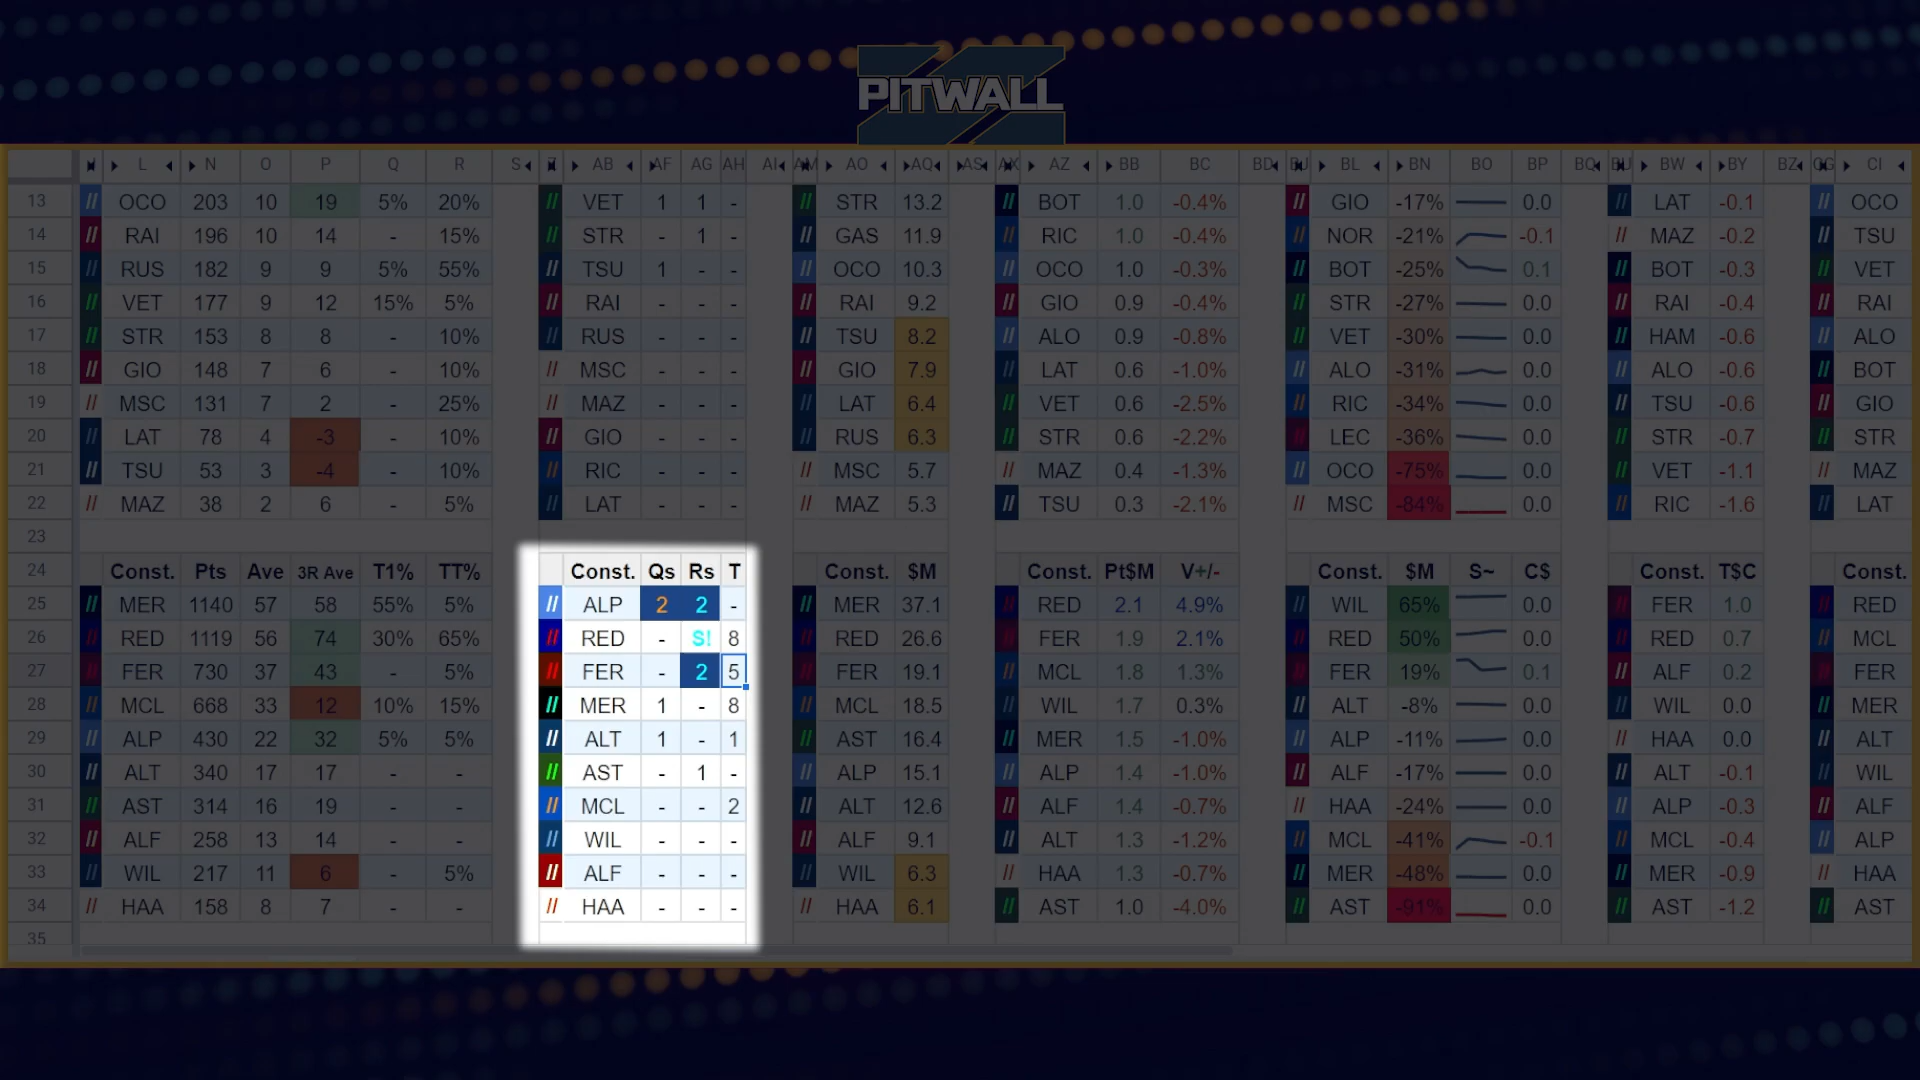 PITWALL
L N O P Q R S AB AF AG AH AI AM AO AQ AS AX AZ BB BC BD BJ BL BN BO BP BQ BU BW BY BZ CG CI
13 // OCO 203 10 19 5% 20% // VET 1 1 - // STR 13.2 // BOT 1.0 -0.4% // GIO -17% 0.0 // LAT -0.1 // OCO
14 // RAI 196 10 14 - 15% // STR - 1 - // GAS 11.9 // RIC 1.0 -0.4% // NOR -21% -0.1 // MAZ -0.2 // TSU
15 // RUS 182 9 9 5% 55% // TSU 1 - - // OCO 10.3 // OCO 1.0 -0.3% // BOT -25% 0.1 // BOT -0.3 // VET
16 // VET 177 9 12 15% 5% // RAI - - - // RAI 9.2 // GIO 0.9 -0.4% // STR -27% 0.0 // RAI -0.4 // RAI
17 // STR 153 8 8 - 10% // RUS - - - // TSU 8.2 // ALO 0.9 -0.8% // VET -30% 0.0 // HAM -0.6 // ALO
18 // GIO 148 7 6 - 10% // MSC - - - // GIO 7.9 // LAT 0.6 -1.0% // ALO -31% 0.0 // ALO -0.6 // BOT
19 // MSC 131 7 2 - 25% // MAZ - - - // LAT 6.4 // VET 0.6 -2.5% // RIC -34% 0.0 // TSU -0.6 // GIO
20 // LAT 78 4 -3 - 10% // GIO - - - // RUS 6.3 // STR 0.6 -2.2% // LEC -36% 0.0 // STR -0.7 // STR
21 // TSU 53 3 -4 - 10% // RIC - - - // MSC 5.7 // MAZ 0.4 -1.3% // OCO -75% 0.0 // VET -1.1 // MAZ
22 // MAZ 38 2 6 - 5% // LAT - - - // MAZ 5.3 // TSU 0.3 -2.1% // MSC -84% 0.0 // RIC -1.6 // LAT
23
24 Const. Pts Ave 3R Ave T1% TT% Const. Qs Rs T Const. $M Const. Pt$M V+/- Const. $M S~ C$ Const. T$C Const.
25 // MER 1140 57 58 55% 5% // ALP 2 2 - // MER 37.1 // RED 2.1 4.9% // WIL 65% 0.0 // FER 1.0 // RED
26 // RED 1119 56 74 30% 65% // RED - S! 8 // RED 26.6 // FER 1.9 2.1% // RED 50% 0.0 // RED 0.7 // MCL
27 // FER 730 37 43 - 5% // FER - 2 5 // FER 19.1 // MCL 1.8 1.3% // FER 19% 0.1 // ALF 0.2 // FER
28 // MCL 668 33 12 10% 15% // MER 1 - 8 // MCL 18.5 // WIL 1.7 0.3% // ALT -8% 0.0 // WIL 0.0 // MER
29 // ALP 430 22 32 5% 5% // ALT 1 - 1 // AST 16.4 // MER 1.5 -1.0% // ALP -11% 0.0 // HAA 0.0 // ALT
30 // ALT 340 17 17 - - // AST - 1 - // ALP 15.1 // ALP 1.4 -1.0% // ALF -17% 0.0 // ALT -0.1 // WIL
31 // AST 314 16 19 - - // MCL - - 2 // ALT 12.6 // ALF 1.4 -0.7% // HAA -24% 0.0 // ALP -0.3 // ALF
32 // ALF 258 13 14 - - // WIL - - - // ALF 9.1 // ALT 1.3 -1.2% // MCL -41% -0.1 // MCL -0.4 // ALP
33 // WIL 217 11 6 - 5% // ALF - - - // WIL 6.3 // HAA 1.3 -0.7% // MER -48% 0.0 // MER -0.9 // HAA
34 // HAA 158 8 7 - - // HAA - - - // HAA 6.1 // AST 1.0 -4.0% // AST -91% 0.0 // AST -1.2 // AST
35